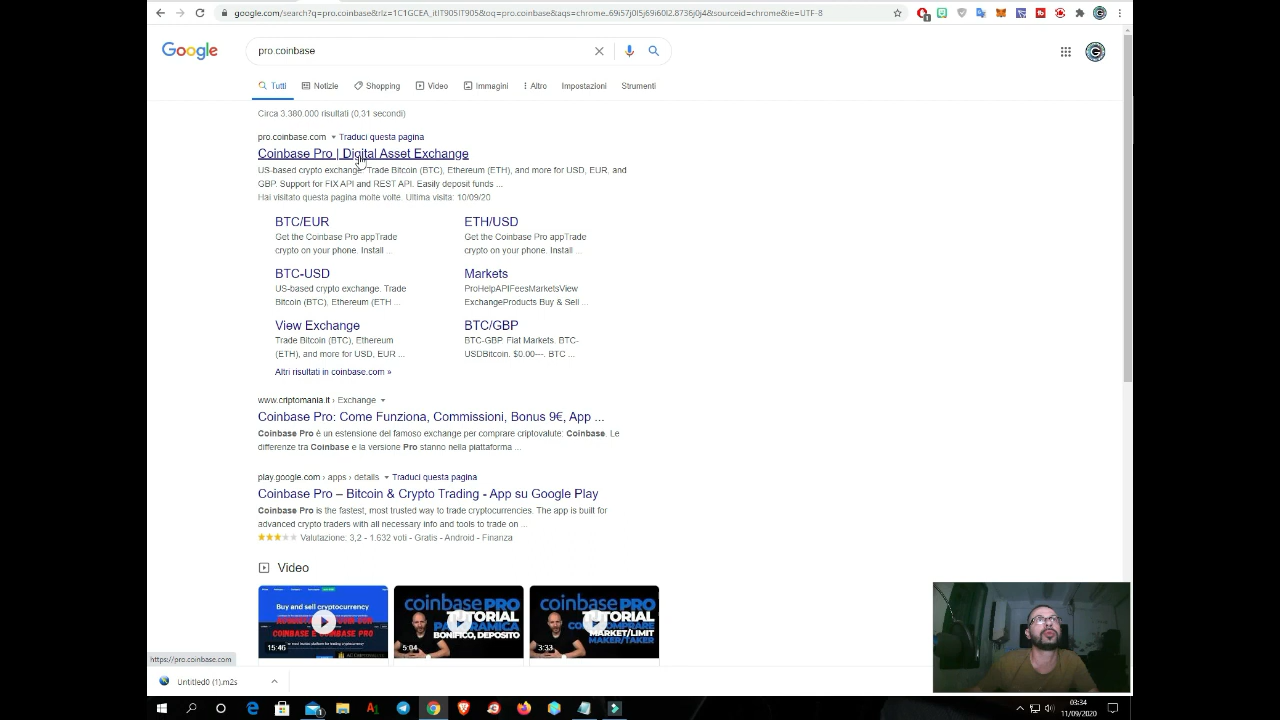 google.com/search?q=pro.coinbase&rlz=1C1GCEA_itIT905IT905&oq=pro.coinbase&aqs=chrome..69i57j0l5j69i60l2.8736j0j4&sourceid=chrome&ie=UTF-8
Google
pro.coinbase
Tutti Notizie Shopping Video Immagini Altro Impostazioni Strumenti
Circa 3.380.000 risultati (0,31 secondi)
pro.coinbase.com Traduci questa pagina
Coinbase Pro | Digital Asset Exchange
US-based crypto exchange. Trade Bitcoin (BTC), Ethereum (ETH), and more for USD, EUR, and
GBP. Support for FIX API and REST API. Easily deposit funds ...
Hai visitato questa pagina molte volte. Ultima visita: 10/09/20
BTC/EUR
Get the Coinbase Pro appTrade
crypto on your phone. Install ...
ETH/USD
Get the Coinbase Pro appTrade
crypto on your phone. Install ...
BTC-USD
US-based crypto exchange. Trade
Bitcoin (BTC), Ethereum (ETH ...
Markets
ProHelpAPIFeesMarketsView
ExchangeProducts Buy & Sell ...
View Exchange
Trade Bitcoin (BTC), Ethereum
(ETH), and more for USD, EUR ...
BTC/GBP
BTC-GBP. Fiat Markets. BTC-
USDBitcoin. $0.00---. BTC ...
Altri risultati in coinbase.com »
www.criptomania.it › Exchange
Coinbase Pro: Come Funziona, Commissioni, Bonus 9€, App ...
Coinbase Pro è un estensione del famoso exchange per comprare criptovalute: Coinbase. Le
differenze tra Coinbase e la versione Pro stanno nella piattaforma ...
play.google.com › apps › details Traduci questa pagina
Coinbase Pro – Bitcoin & Crypto Trading - App su Google Play
Coinbase Pro is the fastest, most trusted way to trade cryptocurrencies. The app is built for
advanced crypto traders with all necessary info and tools to trade on ...
Valutazione: 3,2 - 1.632 voti - Gratis - Android - Finanza
Video
Buy and sell cryptocurrency
COINBASE E COINBASE PRO
15:46
coinbase PRO
TUTORIAL
PANORAMICA
BONIFICO, DEPOSITO
5:04
coinbase PRO
TUTORIAL
MARKET/LIMIT
MAKER/TAKER
3:33
https://pro.coinbase.com
Untitled0 (1).m2s
03:34
11/09/2020